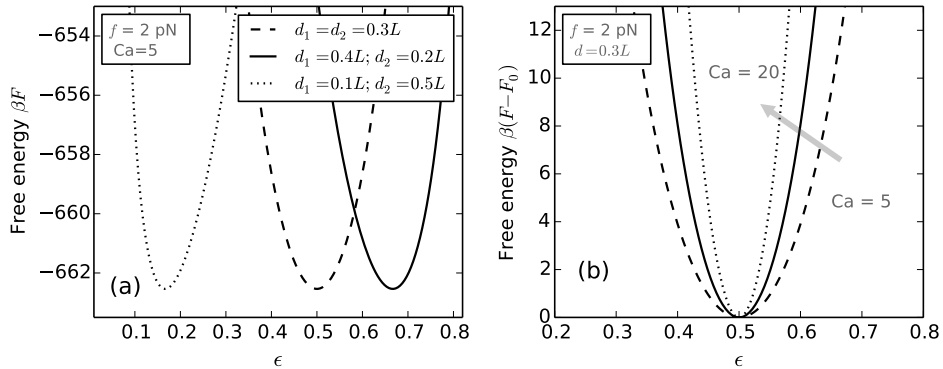 f = 2 pN
Ca=5
d₁=d₂=0.3L
d₁=0.4L; d₂=0.2L
d₁=0.1L; d₂=0.5L
Free energy βF
−654
−656
−658
−660
−662
(a)
0.1 0.2 0.3 0.4 0.5 0.6 0.7 0.8
ϵ
f = 2 pN
d=0.3L
Ca = 20
Ca = 5
Free energy β(F−F₀)
12
10
8
6
4
2
0
(b)
0.2 0.3 0.4 0.5 0.6 0.7 0.8
ϵ